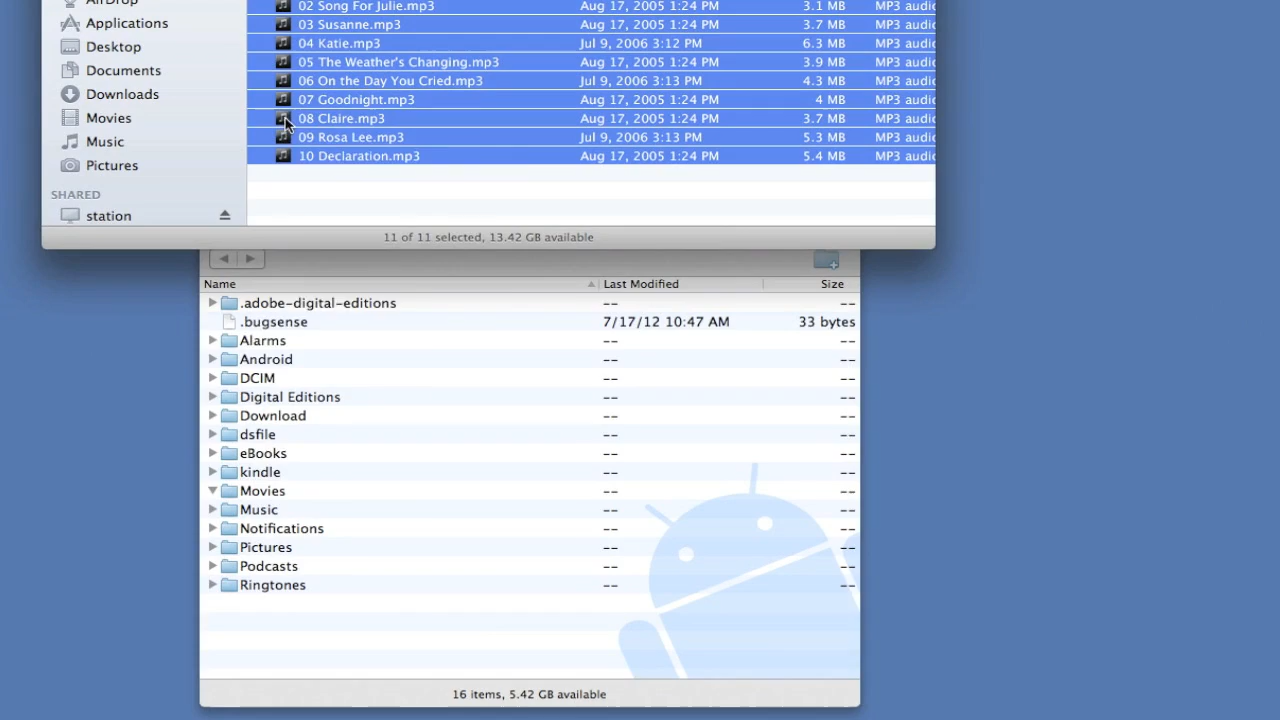 AirDrop
Applications
Desktop
Documents
Downloads
Movies
Music
Pictures
SHARED
station
02 Song For Julie.mp3 Aug 17, 2005 1:24 PM 3.1 MB MP3 audio
03 Susanne.mp3 Aug 17, 2005 1:24 PM 3.7 MB MP3 audio
04 Katie.mp3 Jul 9, 2006 3:12 PM 6.3 MB MP3 audio
05 The Weather's Changing.mp3 Aug 17, 2005 1:24 PM 3.9 MB MP3 audio
06 On the Day You Cried.mp3 Jul 9, 2006 3:13 PM 4.3 MB MP3 audio
07 Goodnight.mp3 Aug 17, 2005 1:24 PM 4 MB MP3 audio
08 Claire.mp3 Aug 17, 2005 1:24 PM 3.7 MB MP3 audio
09 Rosa Lee.mp3 Jul 9, 2006 3:13 PM 5.3 MB MP3 audio
10 Declaration.mp3 Aug 17, 2005 1:24 PM 5.4 MB MP3 audio
11 of 11 selected, 13.42 GB available
Name Last Modified Size
.adobe-digital-editions -- --
.bugsense 7/17/12 10:47 AM 33 bytes
Alarms -- --
Android -- --
DCIM -- --
Digital Editions -- --
Download -- --
dsfile -- --
eBooks -- --
kindle -- --
Movies -- --
Music -- --
Notifications -- --
Pictures -- --
Podcasts -- --
Ringtones -- --
16 items, 5.42 GB available